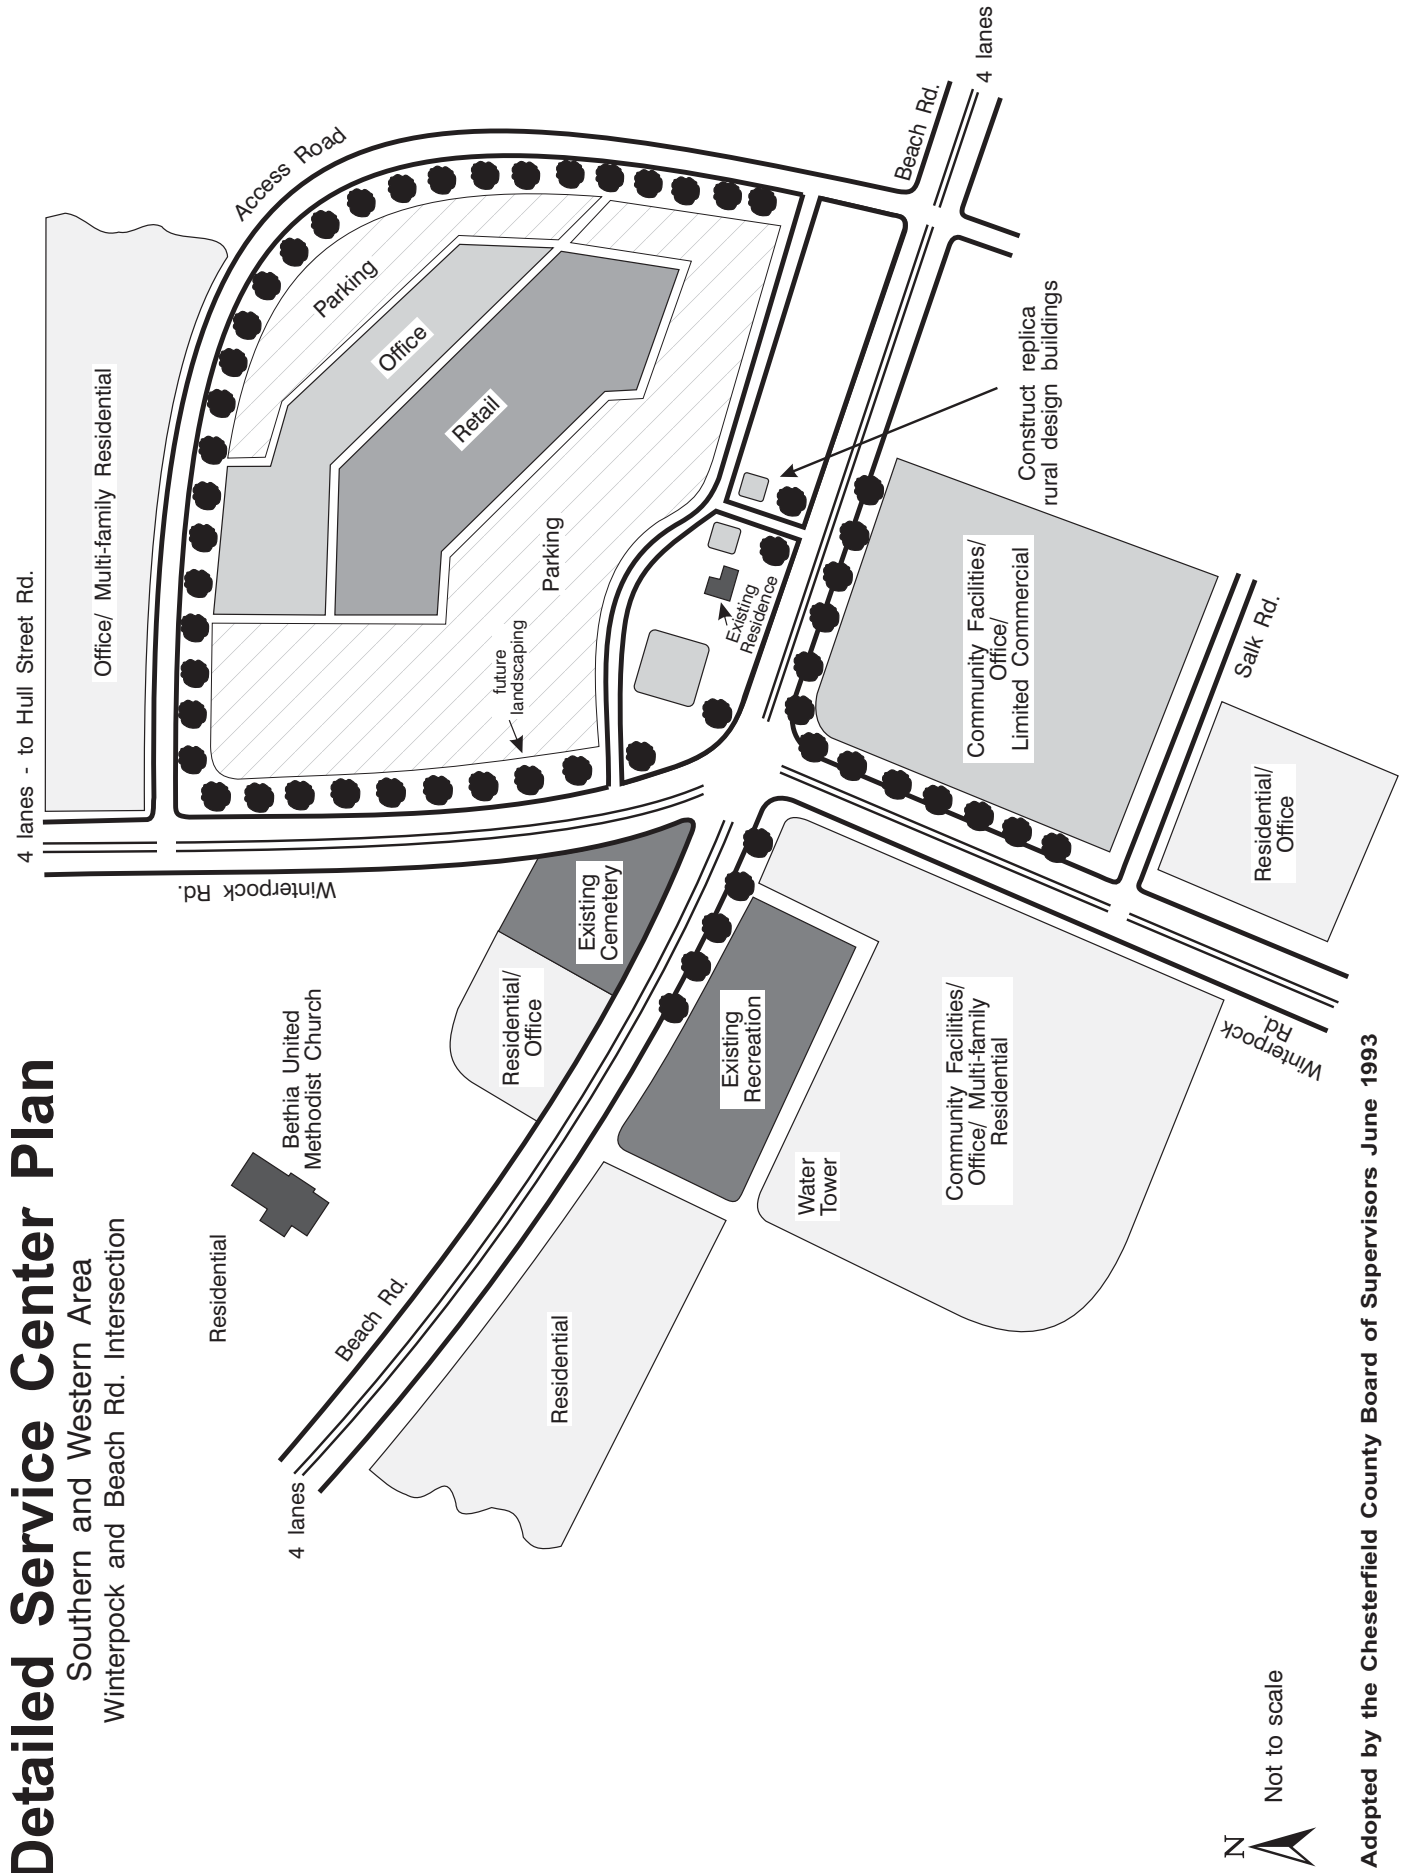 Detailed Service Center Plan
Southern and Western Area
Winterpock and Beach Rd. Intersection
4 lanes - to Hull Street Rd.
Office/ Multi-family Residential
Access Road
Winterpock Rd.
Parking
Office
Retail
Parking
future
landscaping
Bethia United
Methodist Church
Residential
Residential/
Office
Existing
Cemetery
Existing
Residence
Beach Rd.
4 lanes
Construct replica
rural design buildings
Beach Rd.
4 lanes
Residential
Existing
Recreation
Water
Tower
Community Facilities/
Office/ Multi-family
Residential
Community Facilities/
Office/
Limited Commercial
Salk Rd.
Residential/
Office
Winterpock
Rd.
N
Not to scale
Adopted by the Chesterfield County Board of Supervisors June 1993